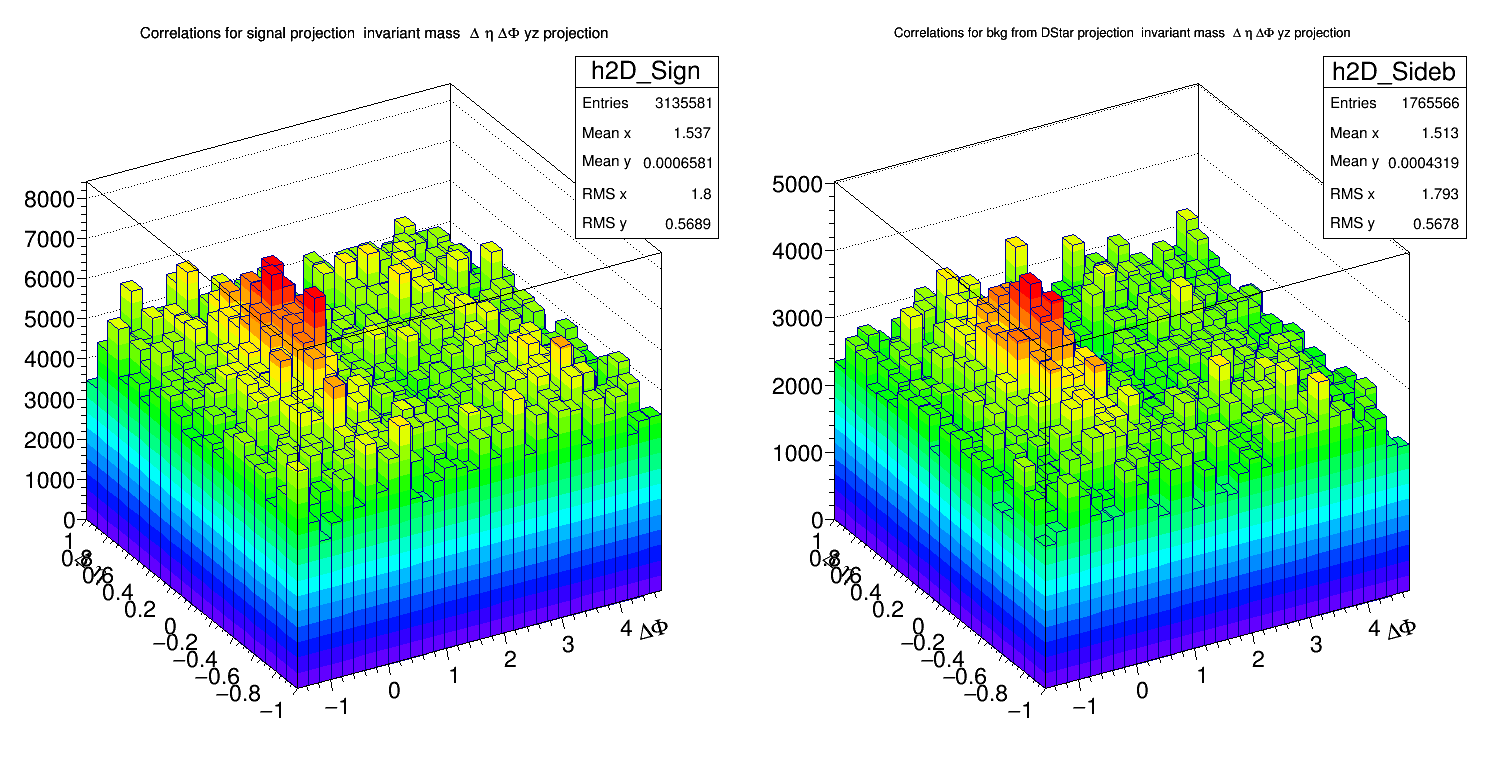 Correlations for signal projection invariant mass Δ η ΔΦ yz projection
h2D_Sign
Entries 3135581
Mean x 1.537
Mean y 0.0006581
RMS x 1.8
RMS y 0.5689
8000
7000
6000
5000
4000
3000
2000
1000
0
1
0.8
Δ η
0.6
0.4
0.2
0
−0.2
−0.4
−0.6
−0.8
−1
−1
0
1
2
3
4
ΔΦ
Correlations for bkg from DStar projection invariant mass Δ η ΔΦ yz projection
h2D_Sideb
Entries 1765566
Mean x 1.513
Mean y 0.0004319
RMS x 1.793
RMS y 0.5678
5000
4000
3000
2000
1000
0
1
0.8
Δ η
0.6
0.4
0.2
0
−0.2
−0.4
−0.6
−0.8
−1
−1
0
1
2
3
4
ΔΦ